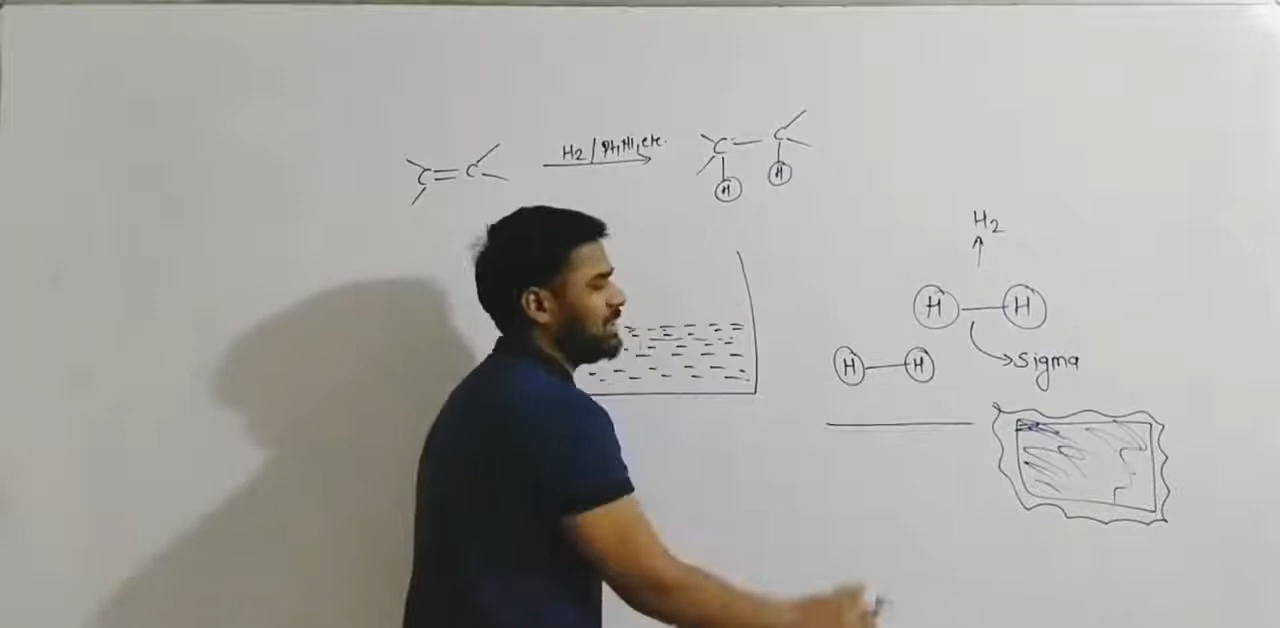 C=C H2/Pt,Ni,etc. C—C
H H
H2
H—H
Sigma
H—H